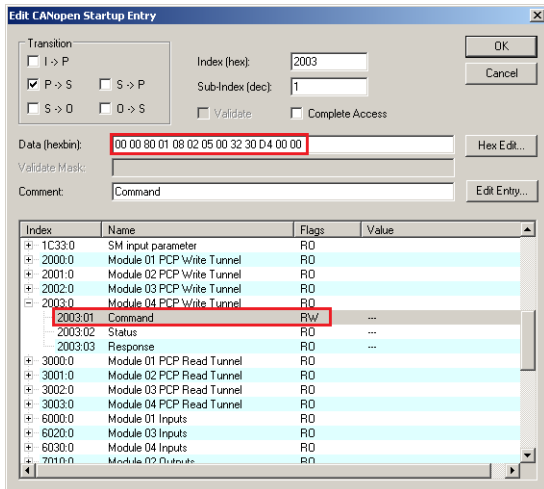 Edit CANopen Startup Entry
Transition
I -> P
P -> S
S -> P
S -> O
O -> S
Index (hex):
2003
Sub-Index (dec):
1
Validate
Complete Access
OK
Cancel
Data (hexbin):
00 00 80 01 08 02 05 00 32 30 D4 00 00
Hex Edit...
Validate Mask:
Comment:
Command
Edit Entry...
Index Name Flags Value
1C33:0 SM input parameter RO
2000:0 Module 01 PCP Write Tunnel RO
2001:0 Module 02 PCP Write Tunnel RO
2002:0 Module 03 PCP Write Tunnel RO
2003:0 Module 04 PCP Write Tunnel RO
2003:01 Command RW ---
2003:02 Status RO ---
2003:03 Response RO ---
3000:0 Module 01 PCP Read Tunnel RO
3001:0 Module 02 PCP Read Tunnel RO
3002:0 Module 03 PCP Read Tunnel RO
3003:0 Module 04 PCP Read Tunnel RO
6000:0 Module 01 Inputs RO
6020:0 Module 03 Inputs RO
6030:0 Module 04 Inputs RO
7010:0 Module 02 Outputs RO